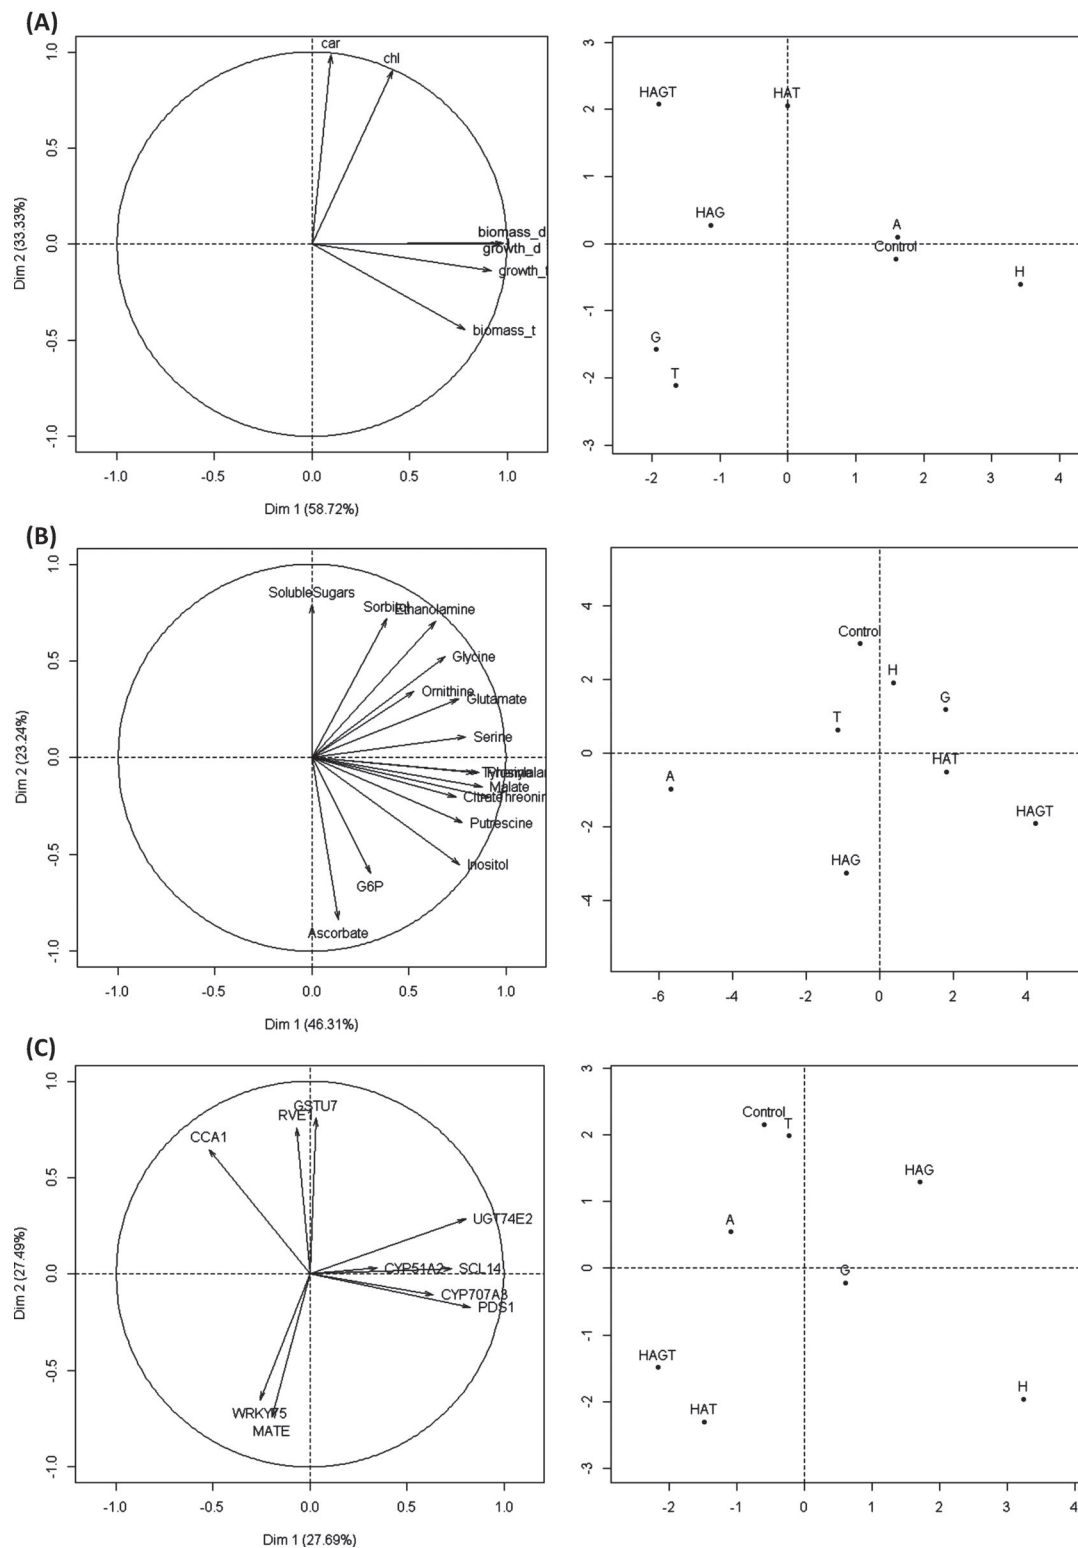 (A)
car
chl
biomass_d
growth_d
growth_t
biomass_t
1.0
0.5
0.0
-0.5
-1.0
Dim 2 (33.33%)
-1.0
-0.5
0.0
0.5
1.0
Dim 1 (58.72%)
HAGT
HAT
HAG
A
Control
H
G
T
3
2
1
0
-1
-2
-3
-2
-1
0
1
2
3
4
(B)
SolubleSugars
Sorbitol
Ethanolamine
Glycine
Ornithine
Glutamate
Serine
Malate
Citrate
Putrescine
Inositol
G6P
Ascorbate
1.0
0.5
0.0
-0.5
-1.0
Dim 2 (23.24%)
-1.0
-0.5
0.0
0.5
1.0
Dim 1 (46.31%)
Control
H
G
T
HAT
A
HAGT
HAG
4
2
0
-2
-4
-6
-4
-2
0
2
4
(C)
GSTU7
RVE1
CCA1
UGT74E2
CYP51A2
SCL14
CYP707A3
PDS1
WRKY75
MATE
1.0
0.5
0.0
-0.5
-1.0
Dim 2 (27.49%)
-1.0
-0.5
0.0
0.5
1.0
Dim 1 (27.69%)
Control
T
HAG
A
G
HAGT
HAT
H
3
2
1
0
-1
-2
-3
-2
-1
0
1
2
3
4